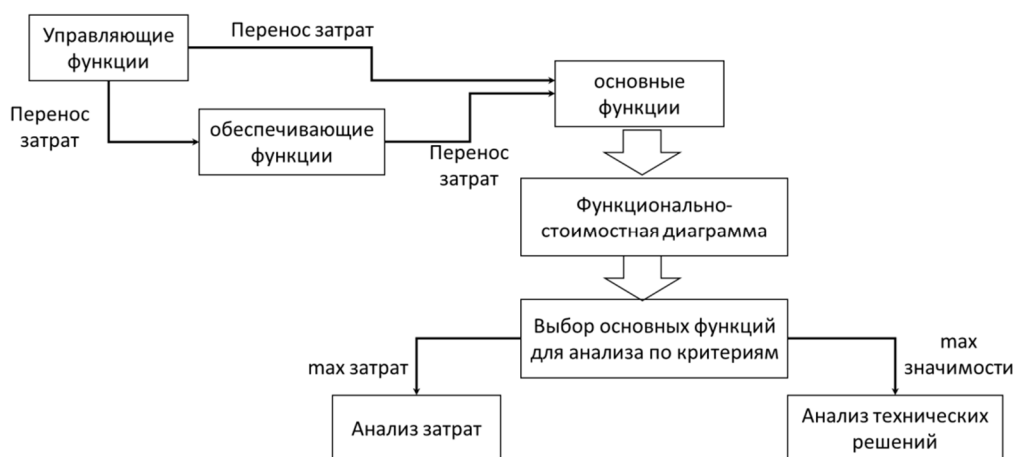 Управляющие
функции
Перенос затрат
основные
функции
Перенос
затрат
обеспечивающие
функции
Перенос
затрат
Функционально-
стоимостная диаграмма
Выбор основных функций
для анализа по критериям
max затрат
max
значимости
Анализ затрат
Анализ технических
решений